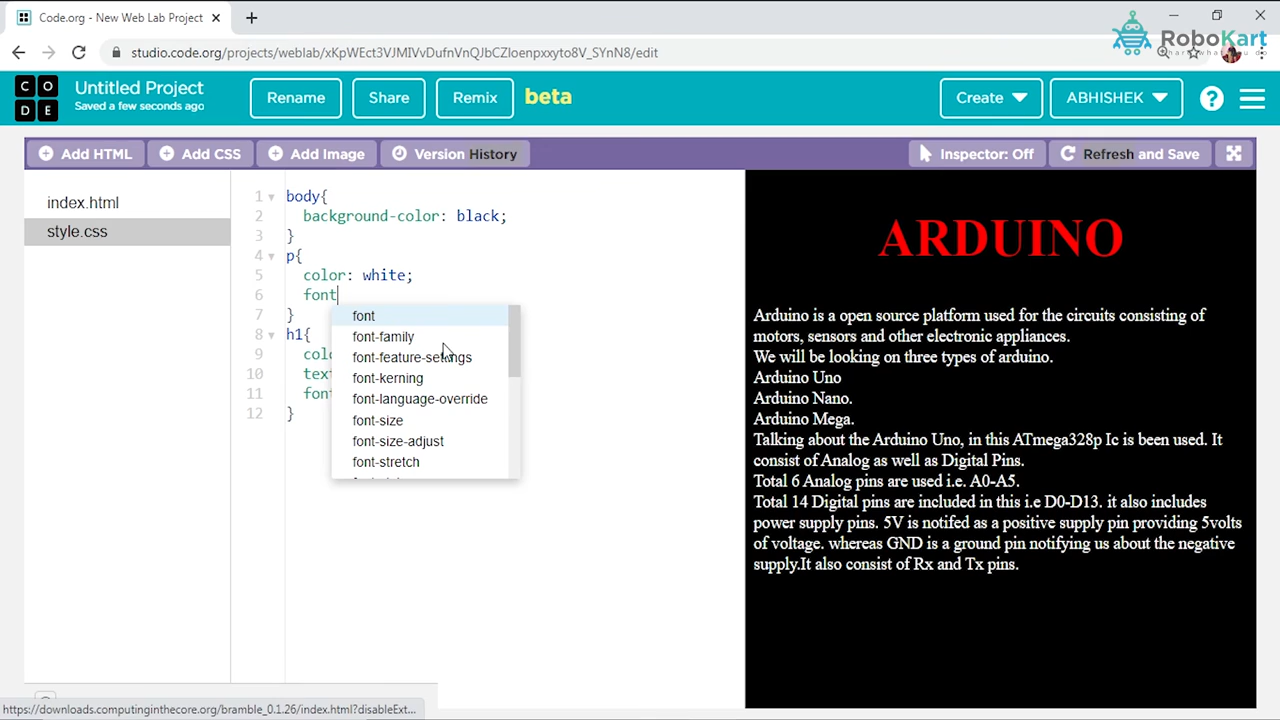 Code.org - New Web Lab Project
RoboKart
studio.code.org/projects/weblab/xKpWEct3VJMIVVDufnVnQJbCZIoenpxxyto8V_SYnN8/edit
CODE
Untitled Project
Saved a few seconds ago
Rename
Share
Remix
beta
Create
ABHISHEK
?
Add HTML
Add CSS
Add Image
Version History
Inspector: Off
Refresh and Save
index.html
style.css
1 body{
2 background-color: black;
3 }
4 p{
5 color: white;
6 font
7 }
8 h1{
9 colo
10 text
11 font
12 }
font
font-family
font-feature-settings
font-kerning
font-language-override
font-size
font-size-adjust
font-stretch
ARDUINO
Arduino is a open source platform used for the circuits consisting of
motors, sensors and other electronic appliances.
We will be looking on three types of arduino.
Arduino Uno
Arduino Nano.
Arduino Mega.
Talking about the Arduino Uno, in this ATmega328p Ic is been used. It
consist of Analog as well as Digital Pins.
Total 6 Analog pins are used i.e. A0-A5.
Total 14 Digital pins are included in this i.e D0-D13. it also includes
power supply pins. 5V is notifed as a positive supply pin providing 5volts
of voltage. whereas GND is a ground pin notifying us about the negative
supply.It also consist of Rx and Tx pins.
https://downloads.computinginthecore.org/bramble_0.1.26/index.html?disableExt...